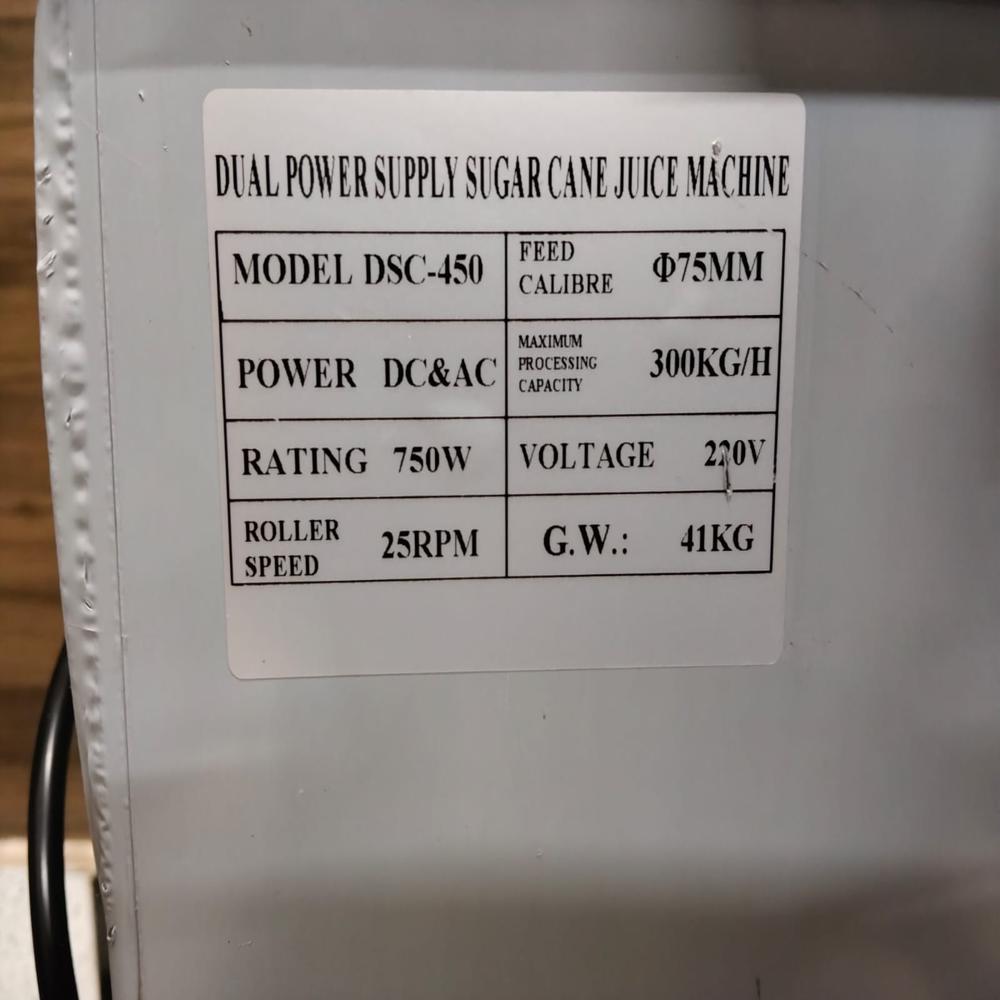 DUAL POWER SUPPLY SUGAR CANE JUICE MACHINE
MODEL DSC-450
FEED
CALIBRE Φ75MM
POWER DC&AC
MAXIMUM
PROCESSING
CAPACITY 300KG/H
RATING 750W
VOLTAGE 220V
ROLLER
SPEED 25RPM
G.W.: 41KG